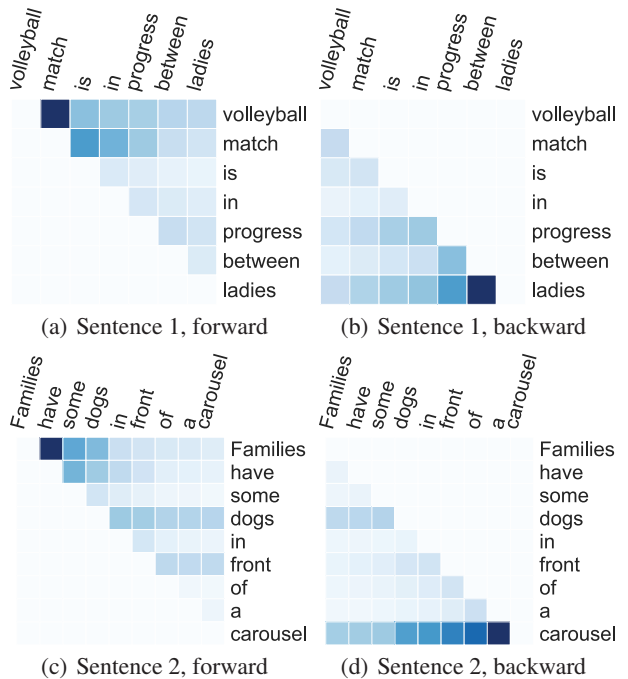 volleyball match is in progress between ladies
volleyball match is in progress between ladies
volleyball
match
is
in
progress
between
ladies
volleyball
match
is
in
progress
between
ladies
(a) Sentence 1, forward
(b) Sentence 1, backward
Families have some dogs in front of a carousel
Families have some dogs in front of a carousel
Families
have
some
dogs
in
front
of
a
carousel
Families
have
some
dogs
in
front
of
a
carousel
(c) Sentence 2, forward
(d) Sentence 2, backward